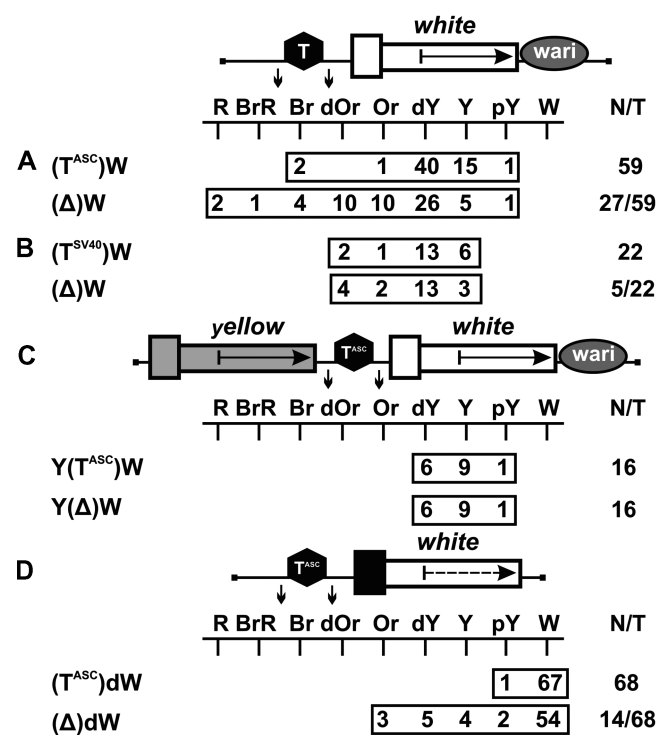 white
T
wari
R BrR Br dOr Or dY Y pY W N/T
A (T^ASC)W 2 1 40 15 1 59
(Δ)W 2 1 4 10 10 26 5 1 27/59
B (T^SV40)W 2 1 13 6 22
(Δ)W 4 2 13 3 5/22
yellow white
C T^ASC wari
R BrR Br dOr Or dY Y pY W N/T
Y(T^ASC)W 6 9 1 16
Y(Δ)W 6 9 1 16
white
D T^ASC
R BrR Br dOr Or dY Y pY W N/T
(T^ASC)dW 1 67 68
(Δ)dW 3 5 4 2 54 14/68